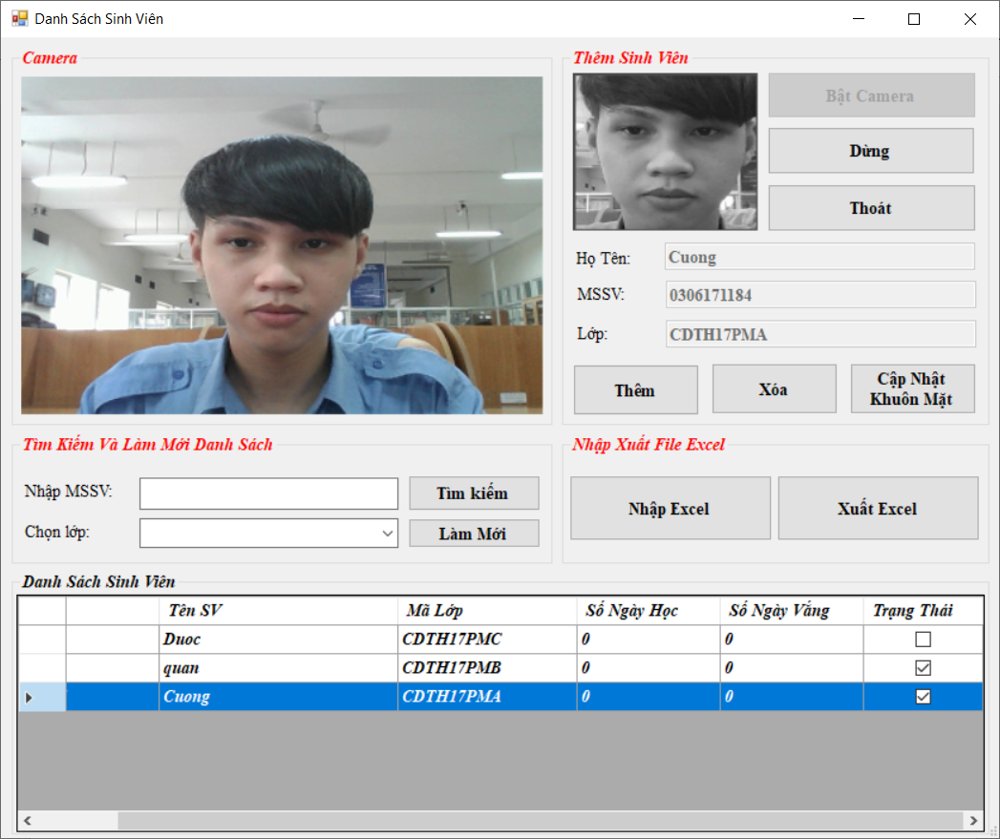 Danh Sách Sinh Viên
Camera
Thêm Sinh Viên
Bật Camera
Dừng
Thoát
Họ Tên:
Cuong
MSSV:
0306171184
Lớp:
CDTH17PMA
Thêm
Xóa
Cập Nhật
Khuôn Mặt
Tìm Kiếm Và Làm Mới Danh Sách
Nhập MSSV:
Tìm kiếm
Chọn lớp:
Làm Mới
Nhập Xuất File Excel
Nhập Excel
Xuất Excel
Danh Sách Sinh Viên
Tên SV Mã Lớp Số Ngày Học Số Ngày Vắng Trạng Thái
Duoc CDTH17PMC 0 0
quan CDTH17PMB 0 0
Cuong CDTH17PMA 0 0